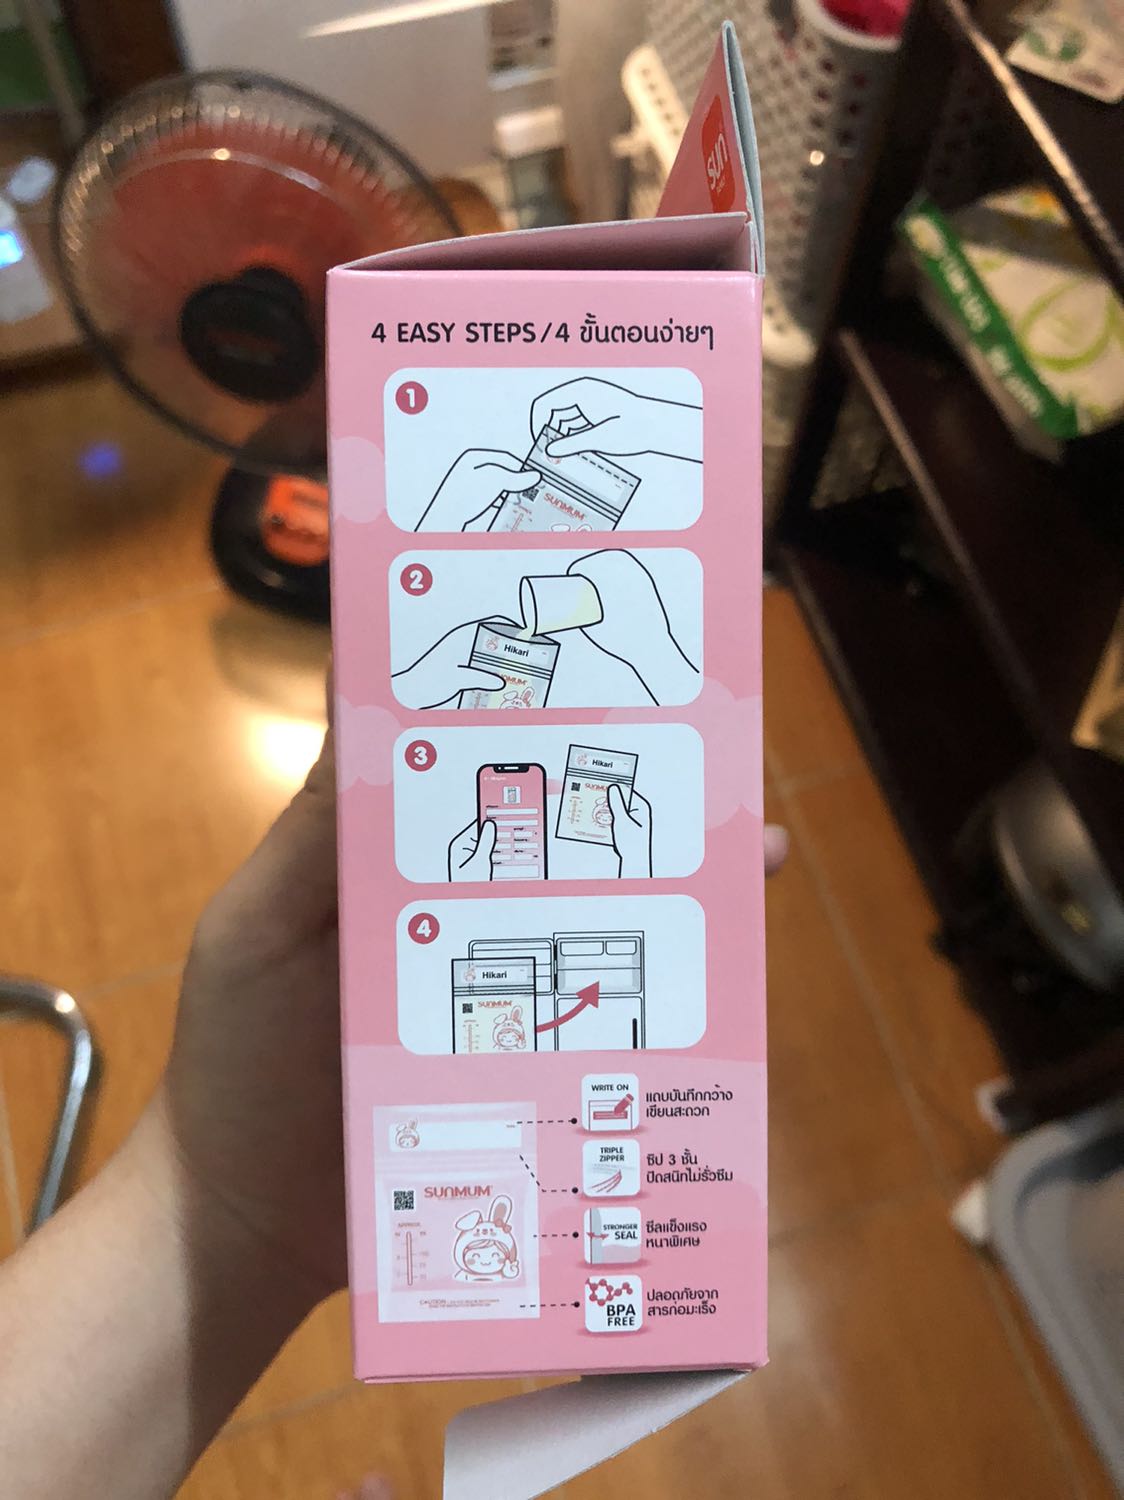 sun
4 EASY STEPS/4 ขั้นตอนง่ายๆ
1
SUNMUM
2
Hikari
SUNMUM
3
Hikari
SUNMUM
4
Hikari
SUNMUM
WRITE ON
แถบบันทึกกว้าง
เขียนสะดวก
TRIPLE
ZIPPER
ซิป 3 ชั้น
ปิดสนิทไม่รั่วซึม
SUNMUM
STRONGER
SEAL
ซีลแข็งแรง
หนาพิเศษ
BPA
FREE
ปลอดภัยจาก
สารก่อมะเร็ง
CAUTION